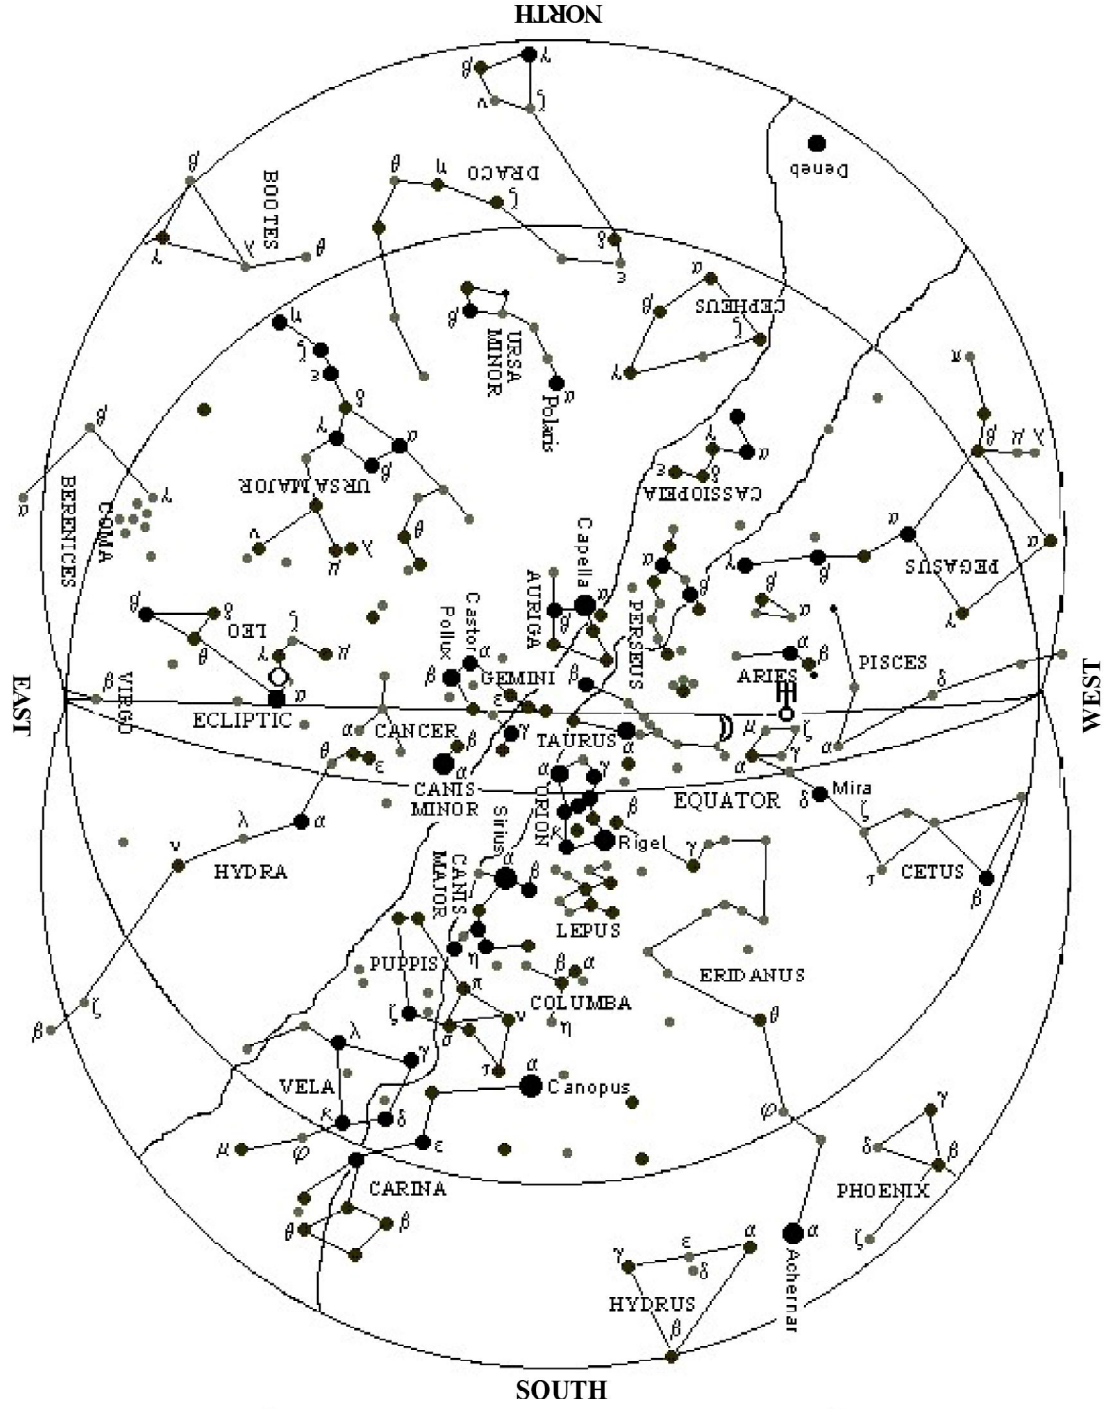 NORTH
γ
β
ν
ξ
Deneb
DRACO
θ
η
ζ
β
BOOTES
γ
λ
θ
δ
ε
α
CEPHEUS
β
ζ
γ
URSA
MINOR
β
α
Polaris
η
ζ
ε
δ
γ
α
β
URSA MAJOR
ν
μ
λ
θ
γ
α
δ
ε
CASSIOPEIA
π
β
μ
λ
α
α
PEGASUS
γ
β
γ
β
α
γ
COMA
BERENICES
Capella
α
β
AURIGA
α
β
PERSEUS
β
α
β
δ
LEO
θ
ζ
γ
μ
α
Castor
Pollux
α
β
GEMINI
ε
γ
β
α
β
ARIES
PISCES
δ
α
EAST
WEST
β
VIRGO
ECLIPTIC
α
CANCER
β
α
CANIS
MINOR
TAURUS
α
μ
ζ
α
γ
EQUATOR
δ
Mira
ζ
τ
CETUS
β
θ
ε
α
λ
ν
HYDRA
ζ
β
α
γ
ORION
κ
β
Rigel
γ
Sirius
α
β
CANIS
MAJOR
η
LEPUS
ERIDANUS
θ
φ
PUPPIS
π
ζ
σ
ν
τ
β
α
COLUMBA
η
λ
γ
VELA
κ
δ
μ
φ
α
Canopus
ε
CARINA
θ
β
γ
δ
β
PHOENIX
ζ
α
Achernar
γ
ε
α
δ
HYDRUS
β
SOUTH